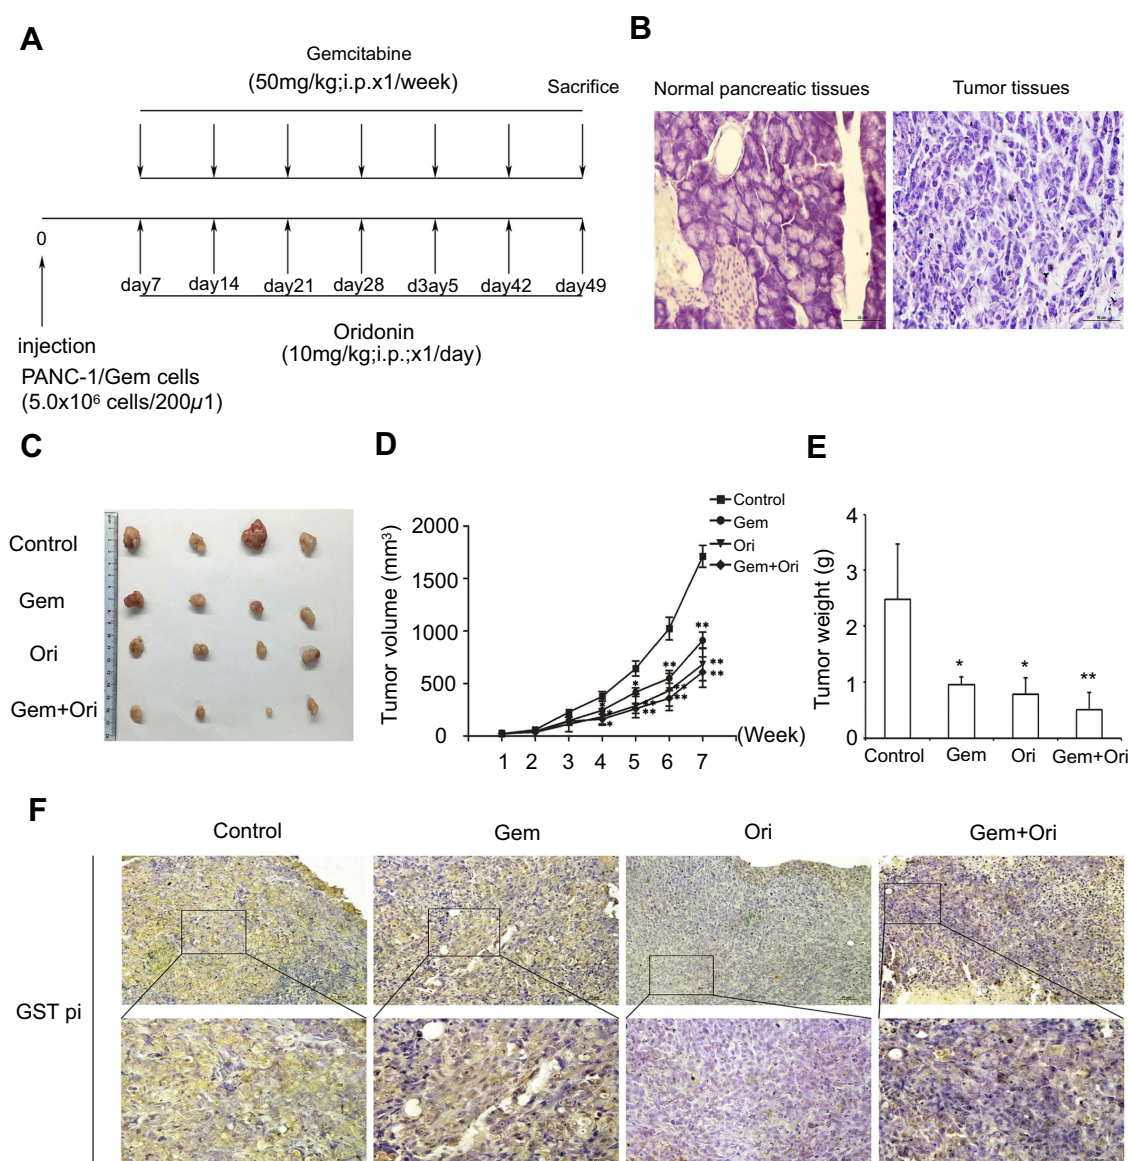 A
Gemcitabine
(50mg/kg;i.p.x1/week)
Sacrifice
0
day7 day14 day21 day28 d3ay5 day42 day49
Oridonin
(10mg/kg;i.p.;x1/day)
injection
PANC-1/Gem cells
(5.0x10⁶ cells/200µ1)
B
Normal pancreatic tissues
Tumor tissues
C
Control
Gem
Ori
Gem+Ori
D
Control
Gem
Ori
Gem+Ori
Tumor volume (mm³)
2000
1500
1000
500
0
** ** ** ** ** ** * ** ** * * *
1 2 3 4 5 6 7
(Week)
E
Tumor weight (g)
4
3
2
1
0
* * **
Control Gem Ori Gem+Ori
F
Control Gem Ori Gem+Ori
GST pi